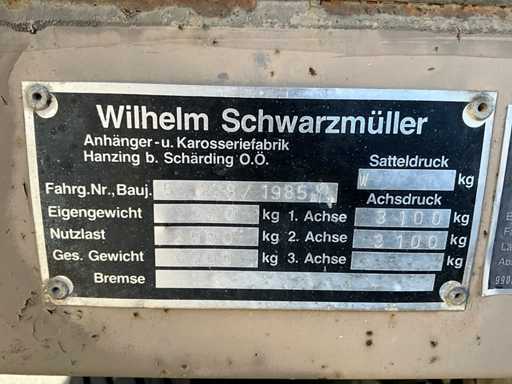 Wilhelm Schwarzmüller
Anhänger-u. Karosseriefabrik
Hanzing b. Schärding O.Ö.
Satteldruck
kg
Fahrg.Nr., Bauj. / 1985
Achsdruck
Eigengewicht kg 1. Achse 3100 kg
Nutzlast kg 2. Achse 3100 kg
Ges. Gewicht kg 3. Achse kg
Bremse